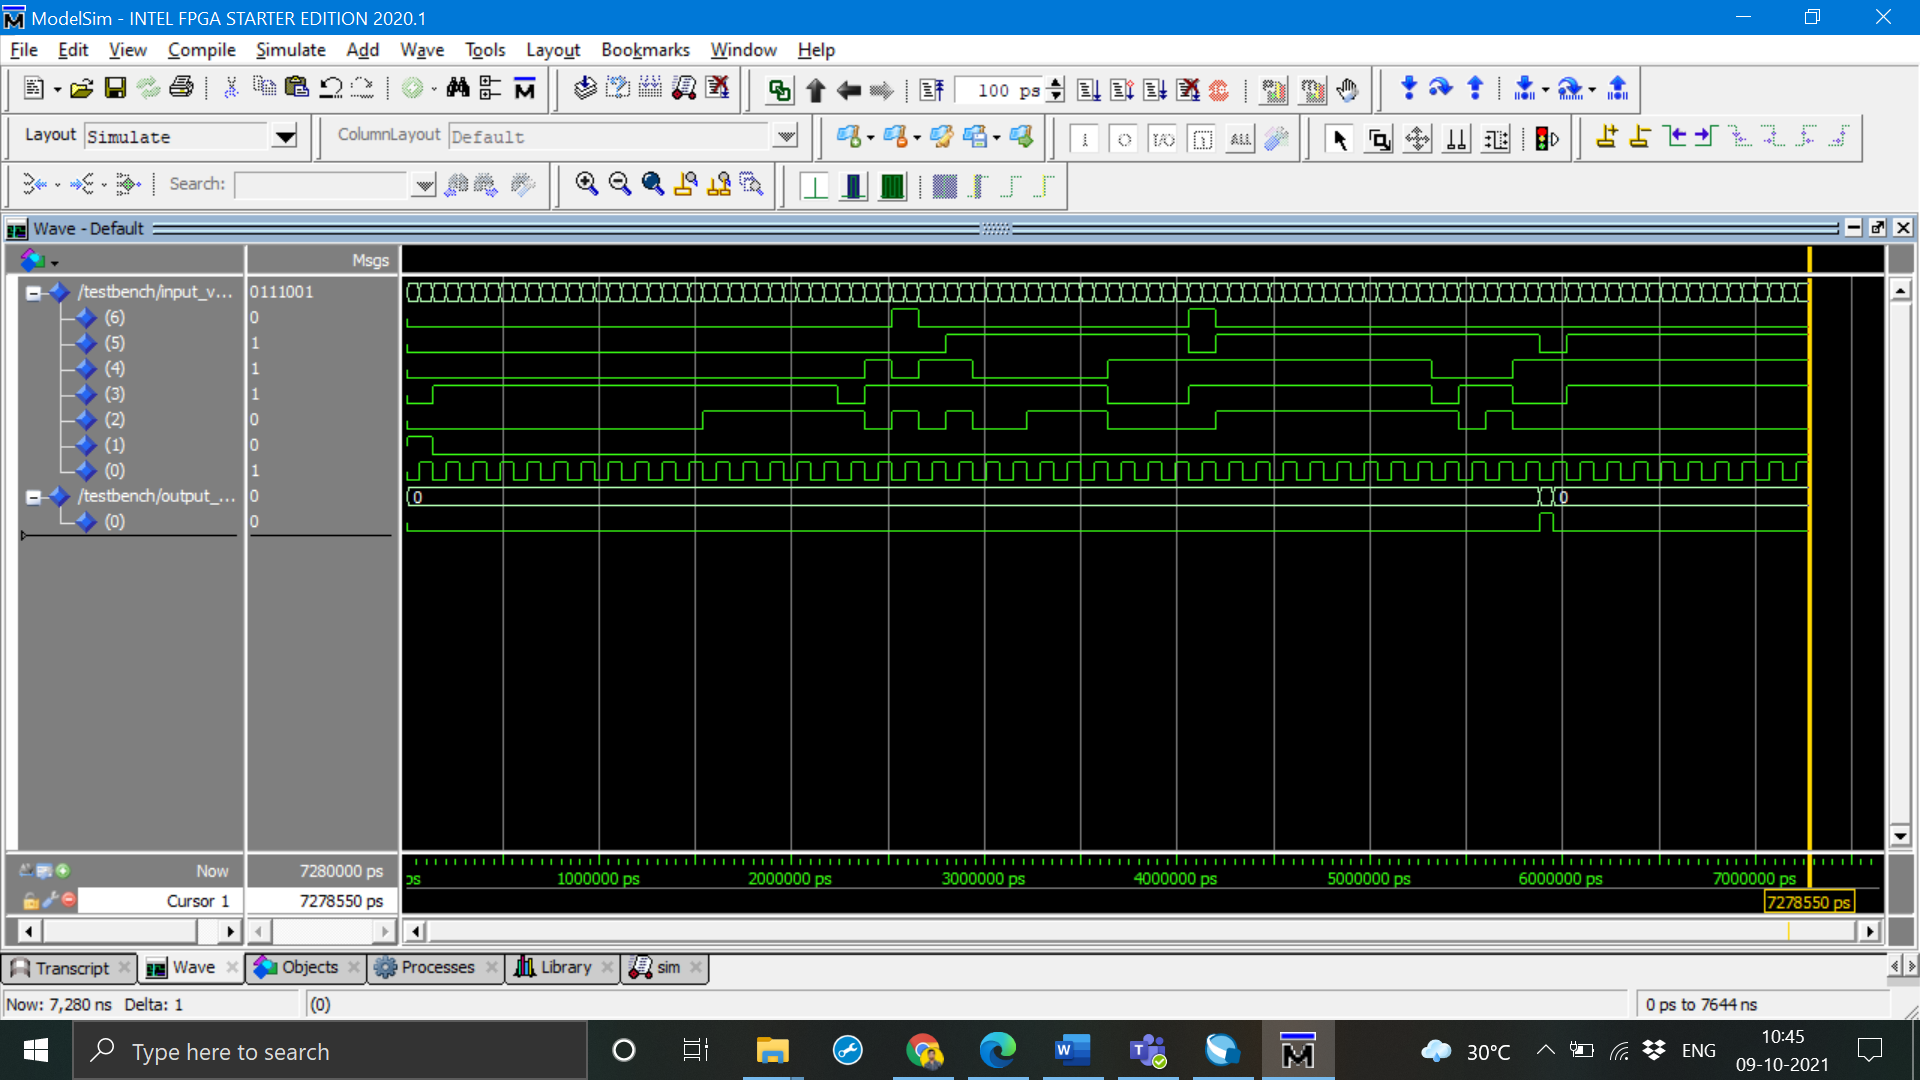 ModelSim - INTEL FPGA STARTER EDITION 2020.1
File Edit View Compile Simulate Add Wave Tools Layout Bookmarks Window Help
100 ps
Layout Simulate ColumnLayout Default ALL
Search:
Wave - Default
Msgs
/testbench/input_v... 0111001
(6) 0
(5) 1
(4) 1
(3) 1
(2) 0
(1) 0
(0) 1
/testbench/output_... 0 0 0
(0) 0
Now 7280000 ps ps 1000000 ps 2000000 ps 3000000 ps 4000000 ps 5000000 ps 6000000 ps 7000000 ps
Cursor 1 7278550 ps 7278550 ps
Transcript Wave Objects Processes Library sim
Now: 7,280 ns Delta: 1 (0) 0 ps to 7644 ns
Type here to search 30°C ENG 10:45
09-10-2021